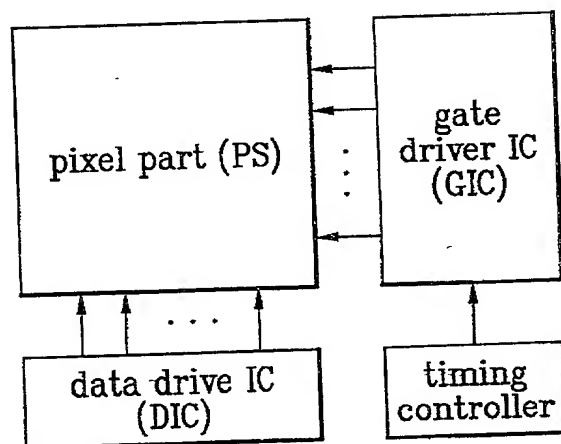 pixel part (PS)
gate
driver IC
(GIC)
data drive IC
(DIC)
timing
controller